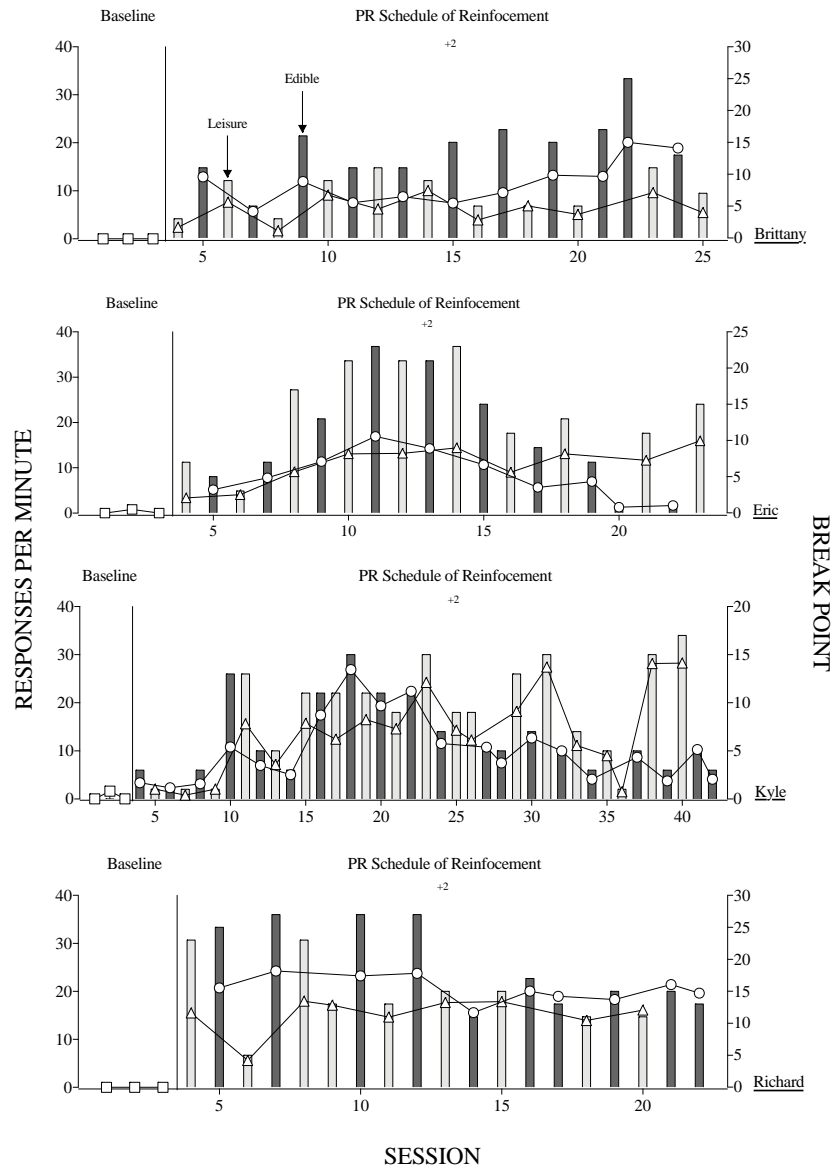 Baseline PR Schedule of Reinfocement
+2
40 30
Edible
25
30
Leisure 20
20 15
10
10
5
0 0
5 10 15 20 25 Brittany
Baseline PR Schedule of Reinfocement
+2
40 25
30 20
15
20
10
10 5
0 0
5 10 15 20 Eric
RESPONSES PER MINUTE
BREAK POINT
Baseline PR Schedule of Reinfocement
+2
40 20
30 15
20 10
10 5
0 0
5 10 15 20 25 30 35 40 Kyle
Baseline PR Schedule of Reinfocement
+2
40 30
25
30
20
20 15
10
10
5
0 0
5 10 15 20 Richard
SESSION